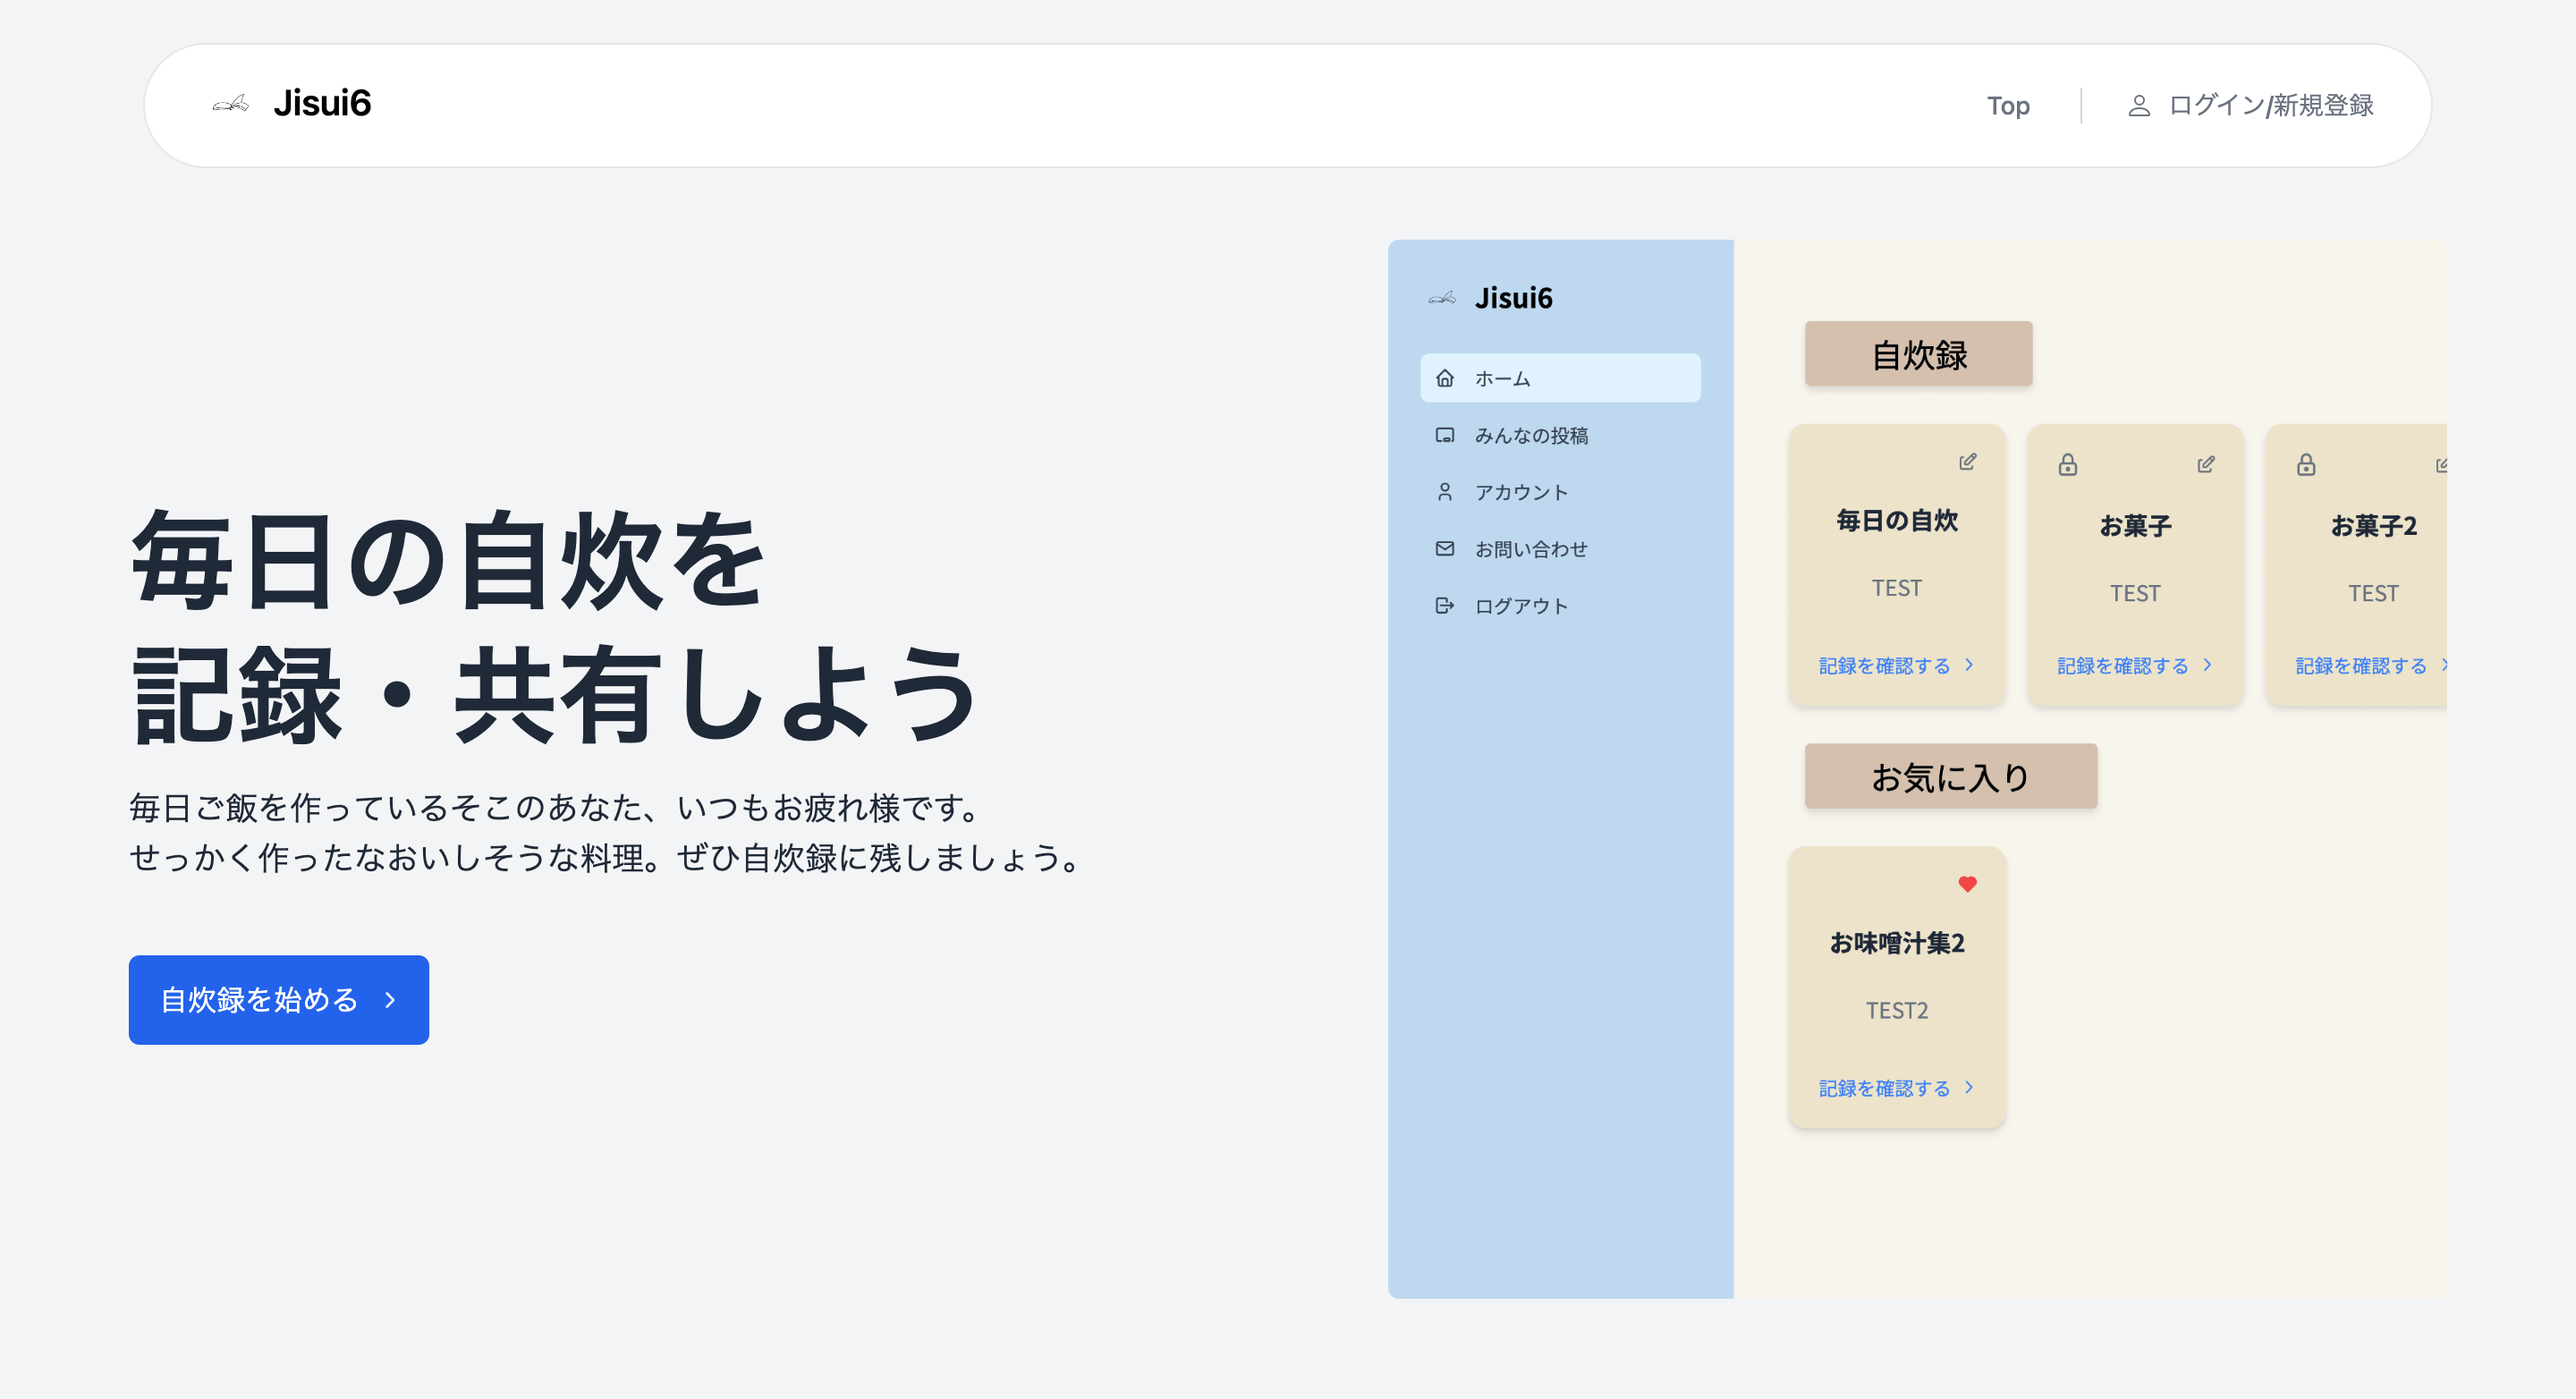 Jisui6
Top
ログイン/新規登録
毎日の自炊を
記録・共有しよう
毎日ご飯を作っているそこのあなた、いつもお疲れ様です。
せっかく作ったなおいしそうな料理。ぜひ自炊録に残しましょう。
自炊録を始める
Jisui6
ホーム
みんなの投稿
アカウント
お問い合わせ
ログアウト
自炊録
毎日の自炊
TEST
記録を確認する
お菓子
TEST
記録を確認する
お菓子2
TEST
記録を確認する
お気に入り
お味噌汁集2
TEST2
記録を確認する